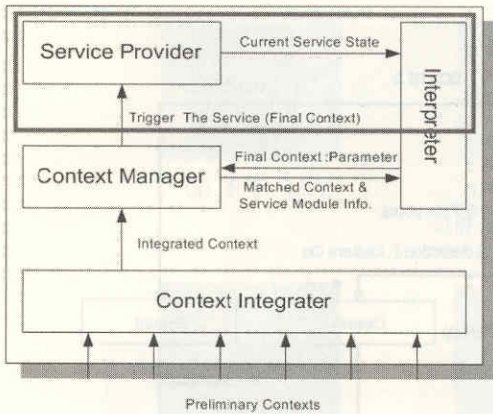 Service Provider
Current Service State
Interpreter
Trigger The Service (Final Context)
Final Context :Parameter
Context Manager
Matched Context &
Service Module Info.
Integrated Context
Context Integrater
Preliminary Contexts